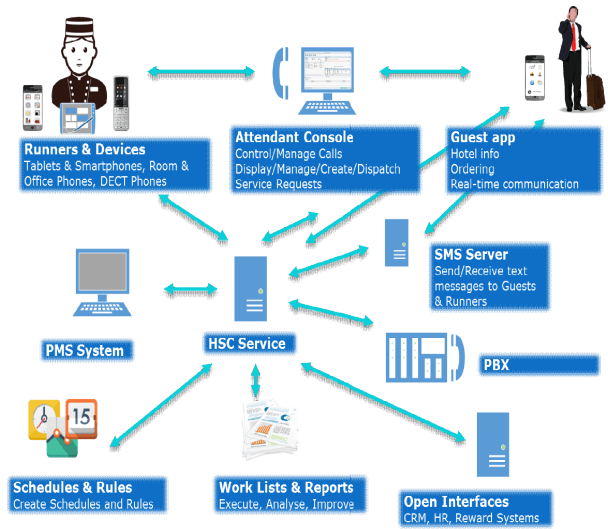 Runners & Devices
Tablets & Smartphones, Room &
Office Phones, DECT Phones
Attendant Console
Control/Manage Calls
Display/Manage/Create/Dispatch
Service Requests
Guest app
Hotel info
Ordering
Real-time communication
SMS Server
Send/Receive text
messages to Guests
& Runners
PMS System
HSC Service
PBX
15
Schedules & Rules
Create Schedules and Rules
Work Lists & Reports
Execute, Analyse, Improve
Open Interfaces
CRM, HR, Reward Systems